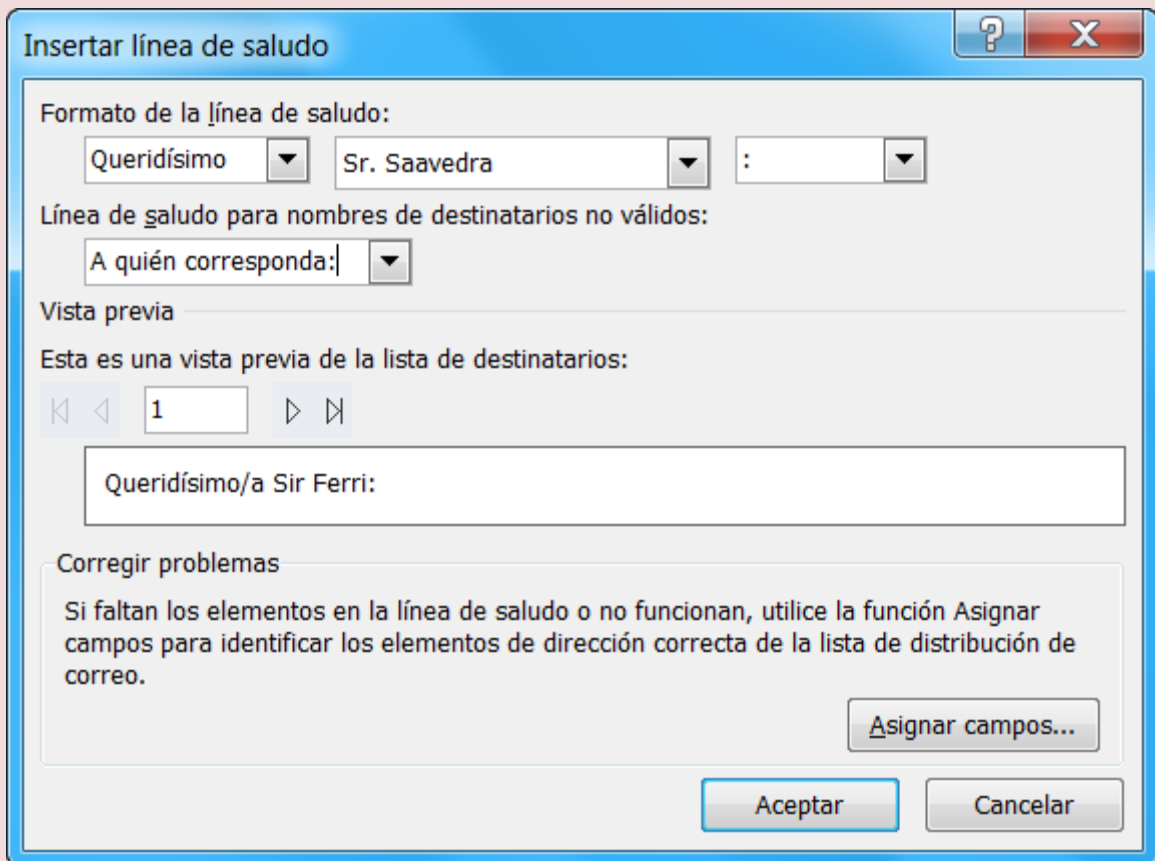 Insertar línea de saludo
Formato de la línea de saludo:
Queridísimo Sr. Saavedra :
Línea de saludo para nombres de destinatarios no válidos:
A quién corresponda:
Vista previa
Esta es una vista previa de la lista de destinatarios:
1
Queridísimo/a Sir Ferri:
Corregir problemas
Si faltan los elementos en la línea de saludo o no funcionan, utilice la función Asignar
campos para identificar los elementos de dirección correcta de la lista de distribución de
correo.
Asignar campos...
Aceptar Cancelar